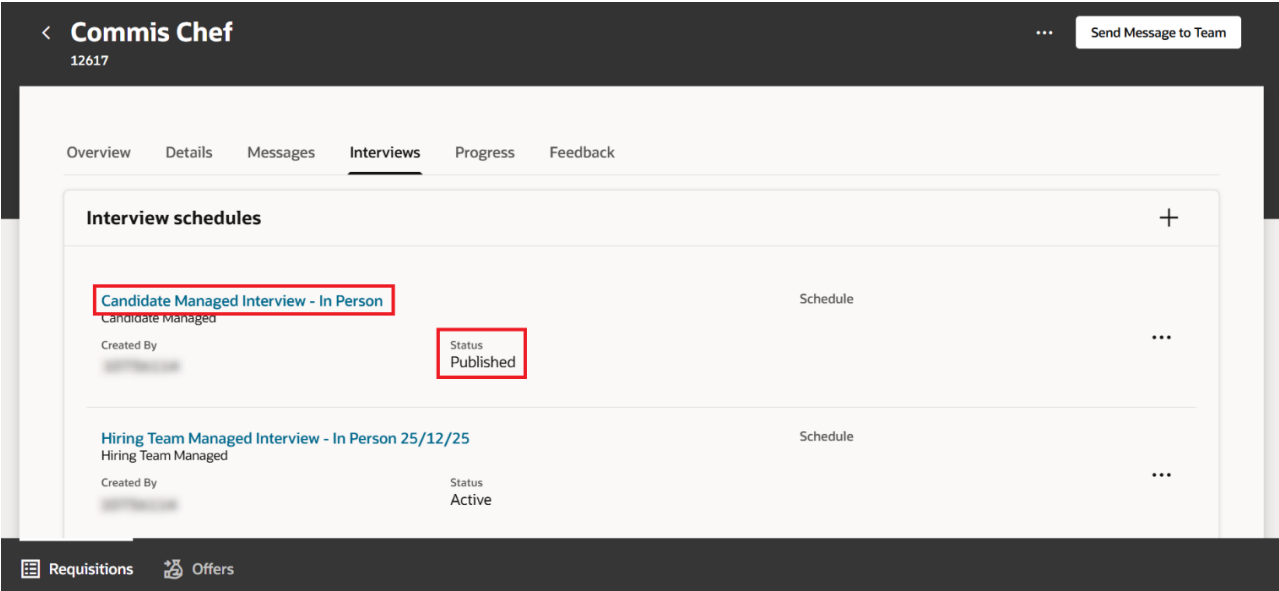 Commis Chef
12617
Send Message to Team
Overview Details Messages Interviews Progress Feedback
Interview schedules
Candidate Managed Interview - In Person
Candidate Managed
Schedule
Created By
Status
Published
Hiring Team Managed Interview - In Person 25/12/25
Hiring Team Managed
Schedule
Created By
Status
Active
Requisitions Offers